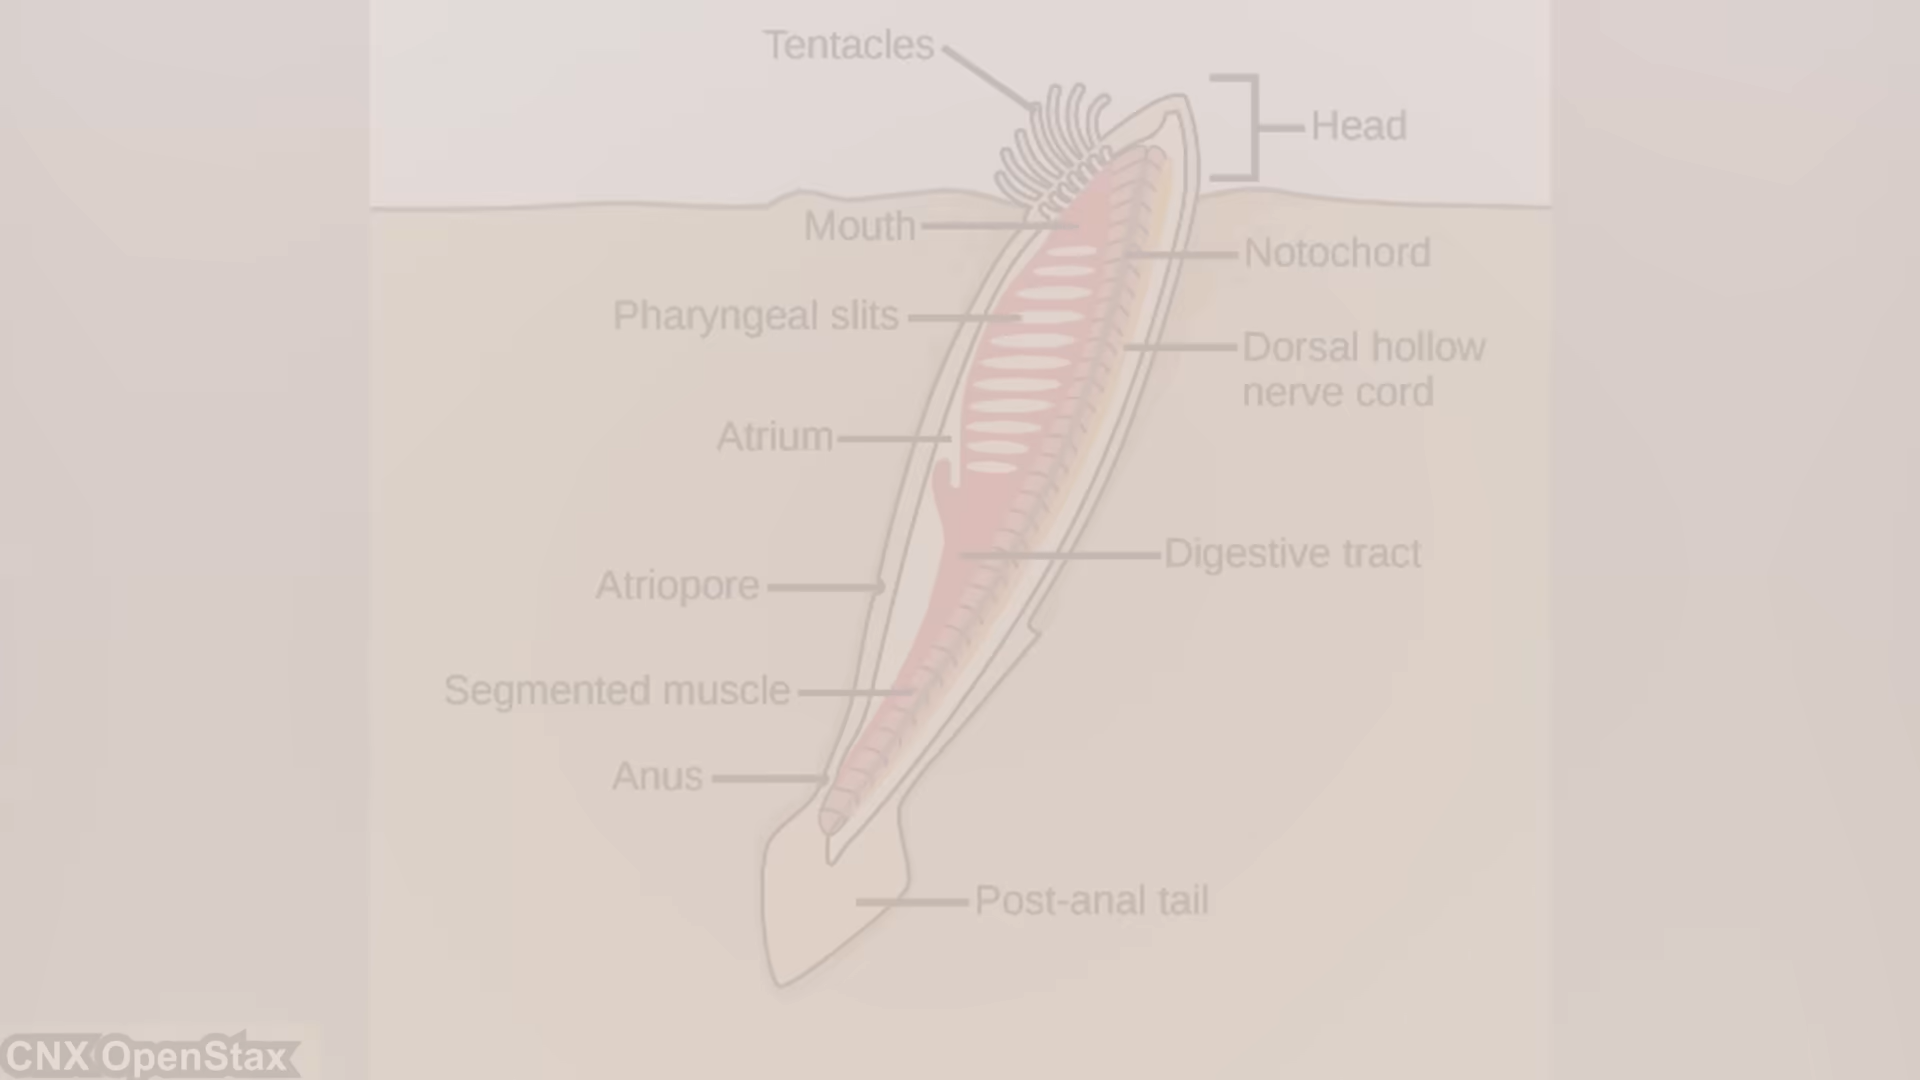 Tentacles
Head
Mouth
Notochord
Pharyngeal slits
Dorsal hollow
nerve cord
Atrium
Digestive tract
Atriopore
Segmented muscle
Anus
Post-anal tail
CNX OpenStax